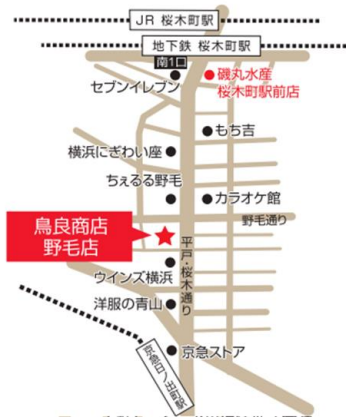 JR 桜木町駅
地下鉄 桜木町駅
南1口
セブンイレブン
磯丸水産
桜木町駅前店
もち吉
横浜にぎわい座
ちぇるる野毛
カラオケ館
野毛通り
鳥良商店
野毛店
平戸・桜木通り
ウインズ横浜
洋服の青山
京急ストア
京急日ノ出町駅